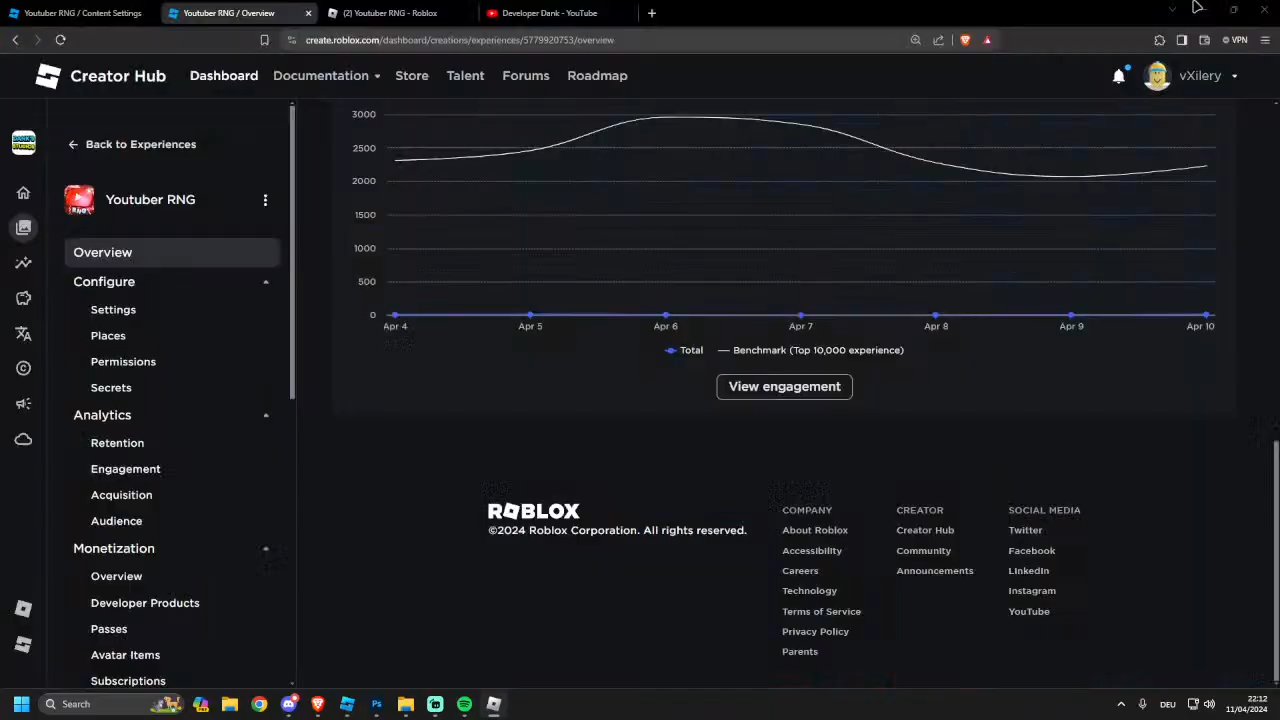 Youtuber RNG / Content Settings
Youtuber RNG / Overview
(2) Youtuber RNG - Roblox
Developer Dank - YouTube
create.roblox.com/dashboard/creations/experiences/5779920753/overview
VPN
Creator Hub
Dashboard
Documentation
Store
Talent
Forums
Roadmap
vXilery
Back to Experiences
Youtuber RNG
Overview
Configure
Settings
Places
Permissions
Secrets
Analytics
Retention
Engagement
Acquisition
Audience
Monetization
Overview
Developer Products
Passes
Avatar Items
Subscriptions
3000
2500
2000
1500
1000
500
0
Apr 4
Apr 5
Apr 6
Apr 7
Apr 8
Apr 9
Apr 10
Total
Benchmark (Top 10,000 experience)
View engagement
ROBLOX
©2024 Roblox Corporation. All rights reserved.
COMPANY
About Roblox
Accessibility
Careers
Technology
Terms of Service
Privacy Policy
Parents
CREATOR
Creator Hub
Community
Announcements
SOCIAL MEDIA
Twitter
Facebook
LinkedIn
Instagram
YouTube
Search
DEU
22:12
11/04/2024